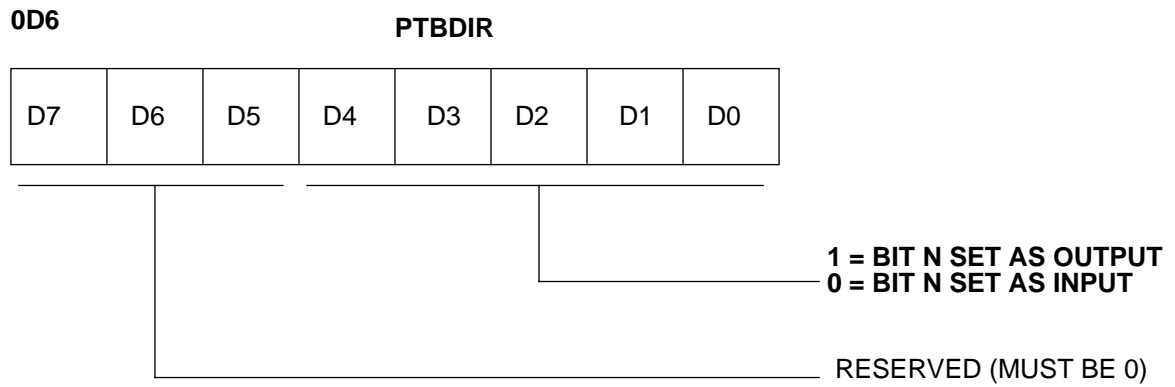 0D6
PTBDIR
D7 D6 D5 D4 D3 D2 D1 D0
1 = BIT N SET AS OUTPUT
0 = BIT N SET AS INPUT
RESERVED (MUST BE 0)